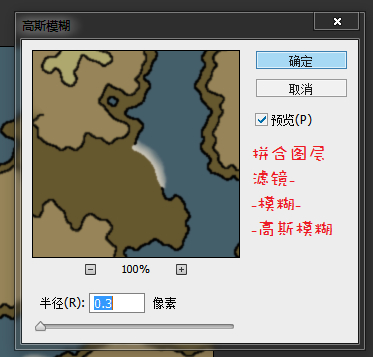 高斯模糊
确定
取消
预览(P)
拼合图层
滤镜-
-模糊-
-高斯模糊
100%
半径(R): 0.3 像素